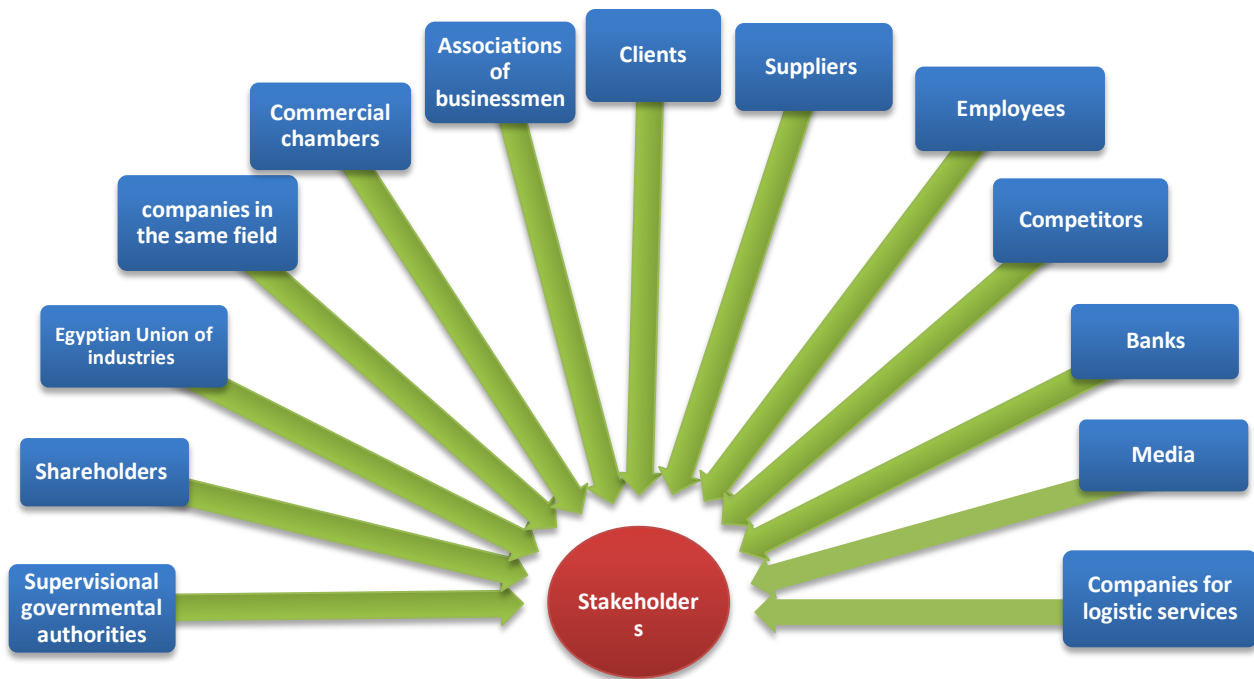 Associations
of
businessmen
Clients
Suppliers
Employees
Commercial
chambers
Competitors
companies in
the same field
Egyptian Union of
industries
Banks
Shareholders
Media
Supervisional
governmental
authorities
Companies for
logistic services
Stakeholder
s